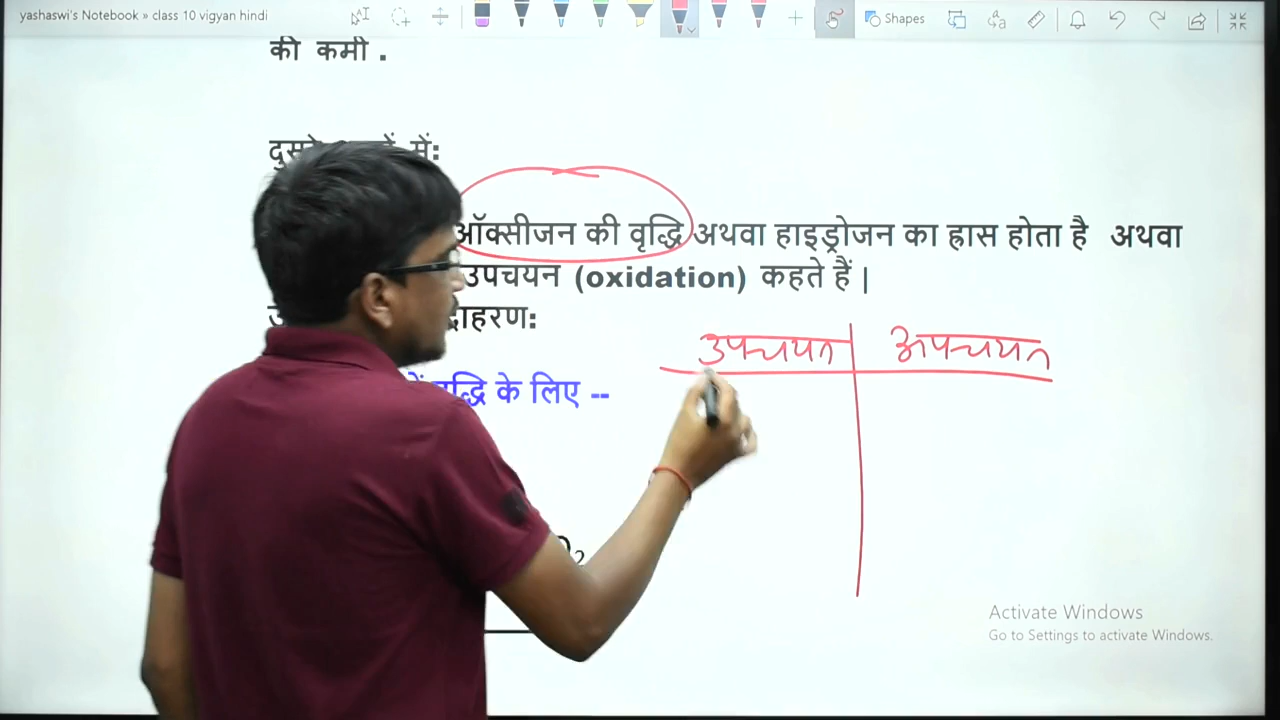 yashaswi's Notebook » class 10 vigyan hindi
Shapes
की कमी .
में:
ऑक्सीजन की वृद्धि अथवा हाइड्रोजन का ह्रास होता है अथवा
उपचयन (oxidation) कहते हैं |
उपचयन अपचयन
वृद्धि के लिए --
Activate Windows
Go to Settings to activate Windows.